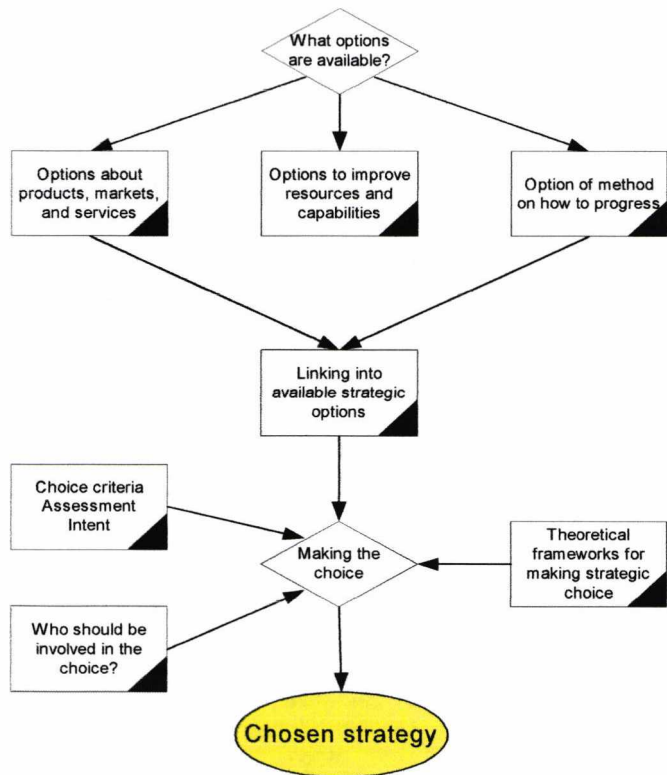 What options
are available?
Options about
products, markets,
and services
Options to improve
resources and
capabilities
Option of method
on how to progress
Linking into
available strategic
options
Choice criteria
Assessment
Intent
Making the
choice
Theoretical
frameworks for
making strategic
choice
Who should be
involved in the
choice?
Chosen strategy